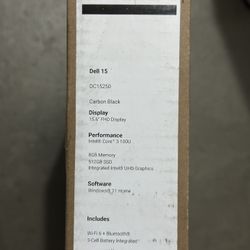 Dell 15
DC15250
Carbon Black
Display
15.6" FHD Display
Performance
Intel® Core™ 3 100U
8GB Memory
512GB SSD
Integrated Intel® UHD Graphics
Software
Windows® 11 Home
Includes
Wi-Fi 6 + Bluetooth®
3-Cell Battery Integrated